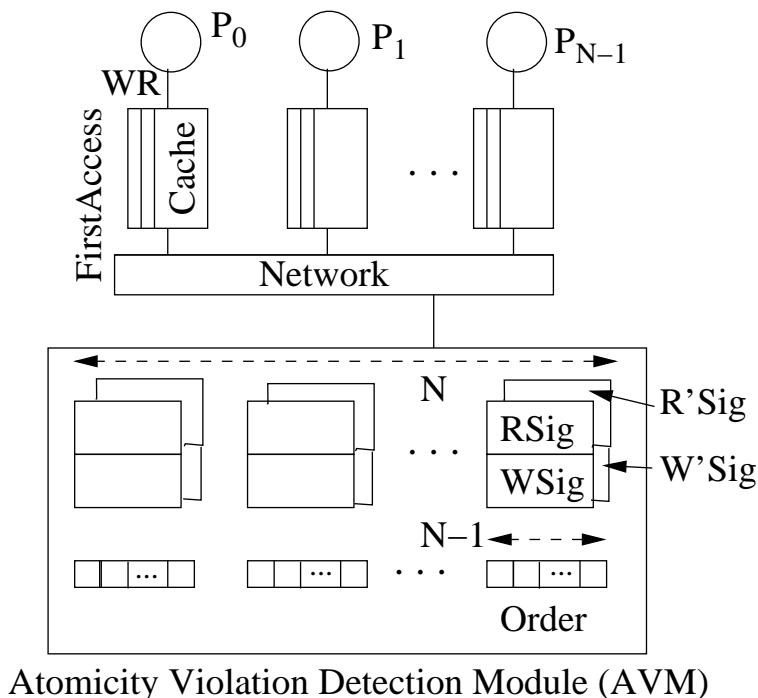 P0
P1
PN−1
WR
FirstAccess
Cache
. . .
Network
N
R’Sig
RSig
. . .
WSig
W’Sig
N−1
...
...
. . .
...
Order
Atomicity Violation Detection Module (AVM)